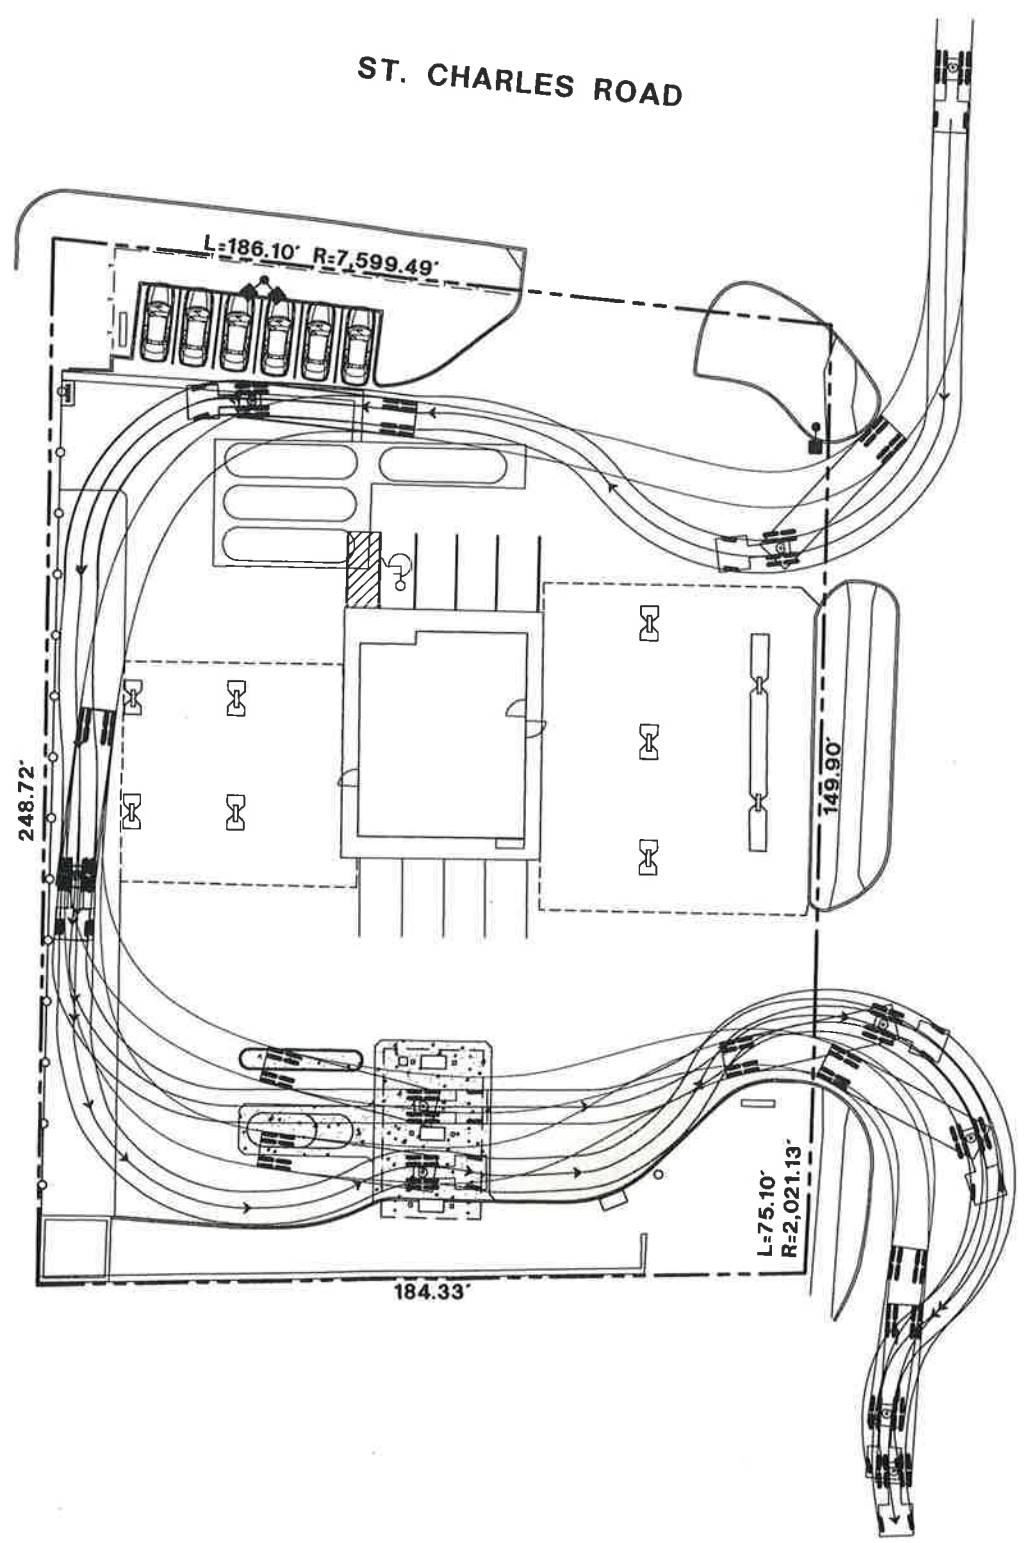 ST. CHARLES ROAD
L=186.10' R=7,599.49'
248.72'
149.90'
L=75.10'
R=2,021.13'
184.33'